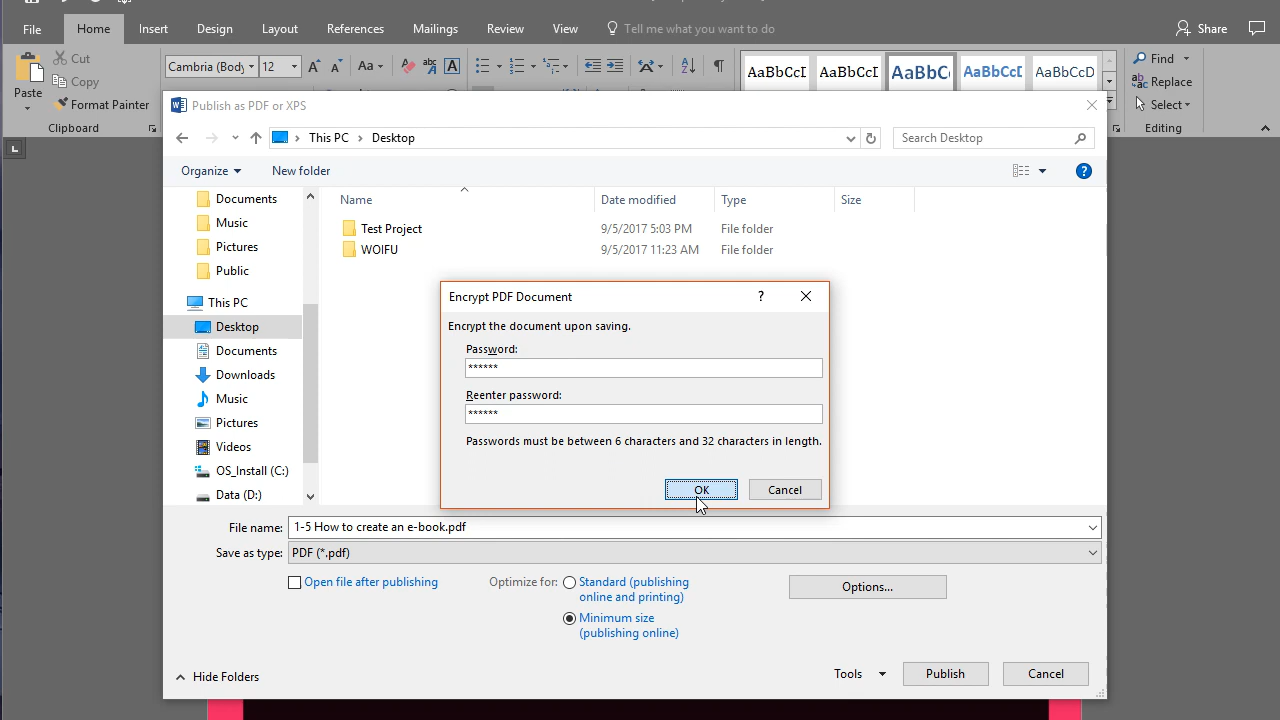 File Home Insert Design Layout References Mailings Review View Tell me what you want to do Share
Paste Cut Cambria (Body 12 Aa A AaBbCcI AaBbCcI AaBbC AaBbCcI AaBbCcD Find
Copy Replace
Format Painter Select
Clipboard Editing
Publish as PDF or XPS
This PC Desktop Search Desktop
Organize New folder
Name Date modified Type Size
Documents
Music
Pictures
Public
This PC
Desktop
Documents
Downloads
Music
Pictures
Videos
OS_Install (C:)
Data (D:)
Test Project 9/5/2017 5:03 PM File folder
WOIFU 9/5/2017 11:23 AM File folder
Encrypt PDF Document ?
Encrypt the document upon saving.
Password:
******
Reenter password:
******
Passwords must be between 6 characters and 32 characters in length.
OK Cancel
File name: 1-5 How to create an e-book.pdf
Save as type: PDF (*.pdf)
Open file after publishing Optimize for: Standard (publishing
online and printing)
Minimum size
(publishing online)
Options...
Hide Folders Tools Publish Cancel